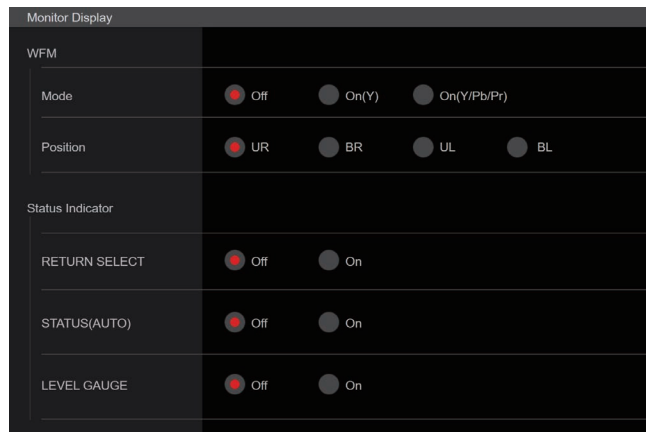 Monitor Display
WFM
Mode Off On(Y) On(Y/Pb/Pr)
Position UR BR UL BL
Status Indicator
RETURN SELECT Off On
STATUS(AUTO) Off On
LEVEL GAUGE Off On